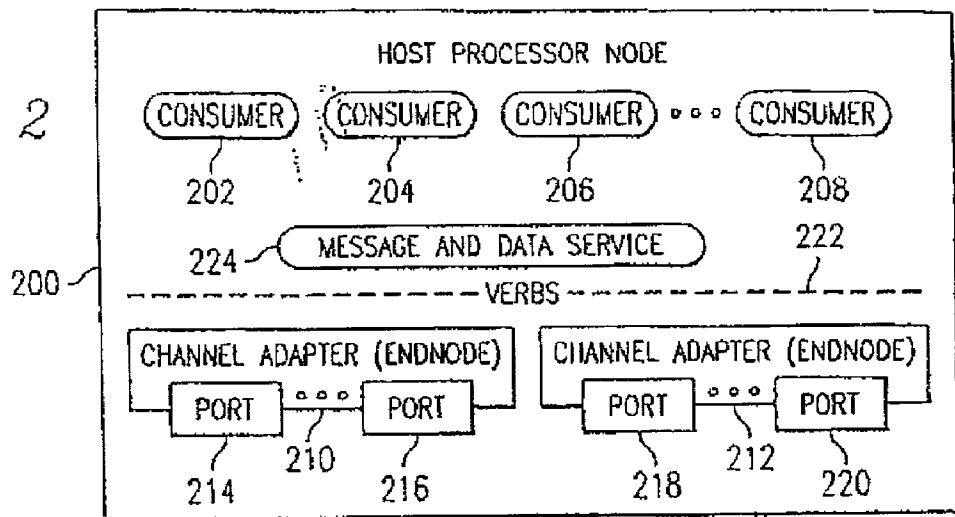 HOST PROCESSOR NODE
2
CONSUMER CONSUMER CONSUMER CONSUMER
202 204 206 208
224 MESSAGE AND DATA SERVICE 222
200
VERBS
CHANNEL ADAPTER (ENDNODE) CHANNEL ADAPTER (ENDNODE)
PORT PORT PORT PORT
214 210 216 218 212 220